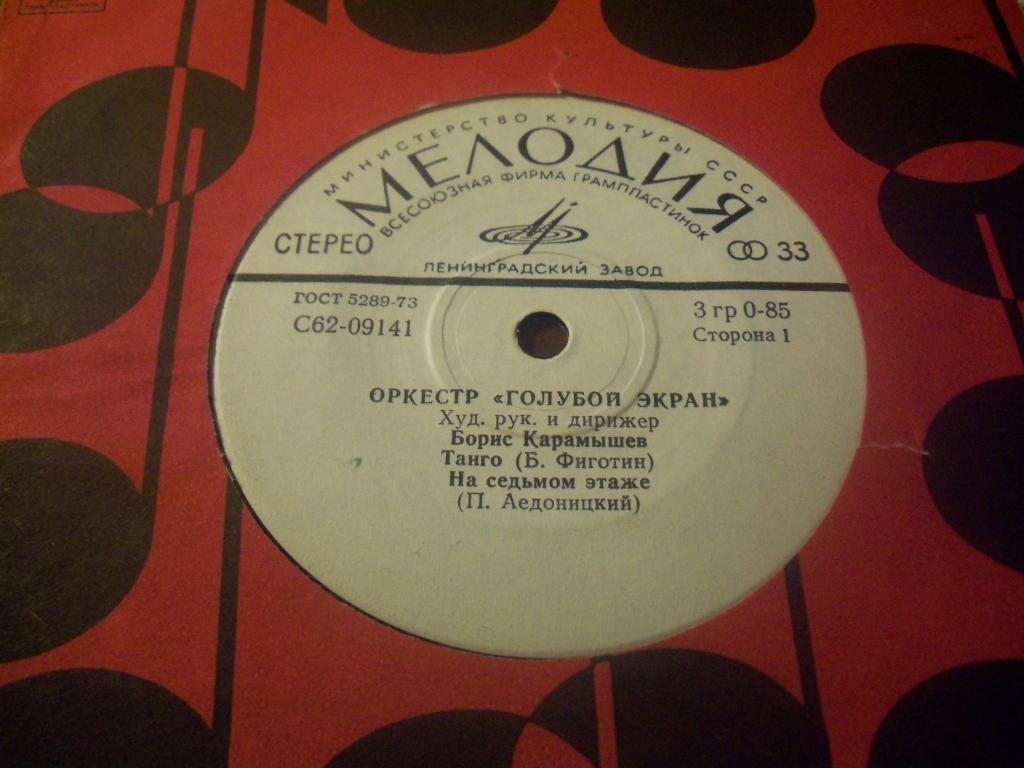 МИНИСТЕРСТВО КУЛЬТУРЫ СССР
МЕЛОДИЯ
ВСЕСОЮЗНАЯ ФИРМА ГРАМПЛАСТИНОК
СТЕРЕО
33
ЛЕНИНГРАДСКИЙ ЗАВОД
ГОСТ 5289-73
3 гр 0-85
С62-09141
Сторона 1
ОРКЕСТР «ГОЛУБОЙ ЭКРАН»
Худ. рук. и дирижер
Борис Карамышев
Танго (Б. Фиготин)
На седьмом этаже
(П. Аедоницкий)